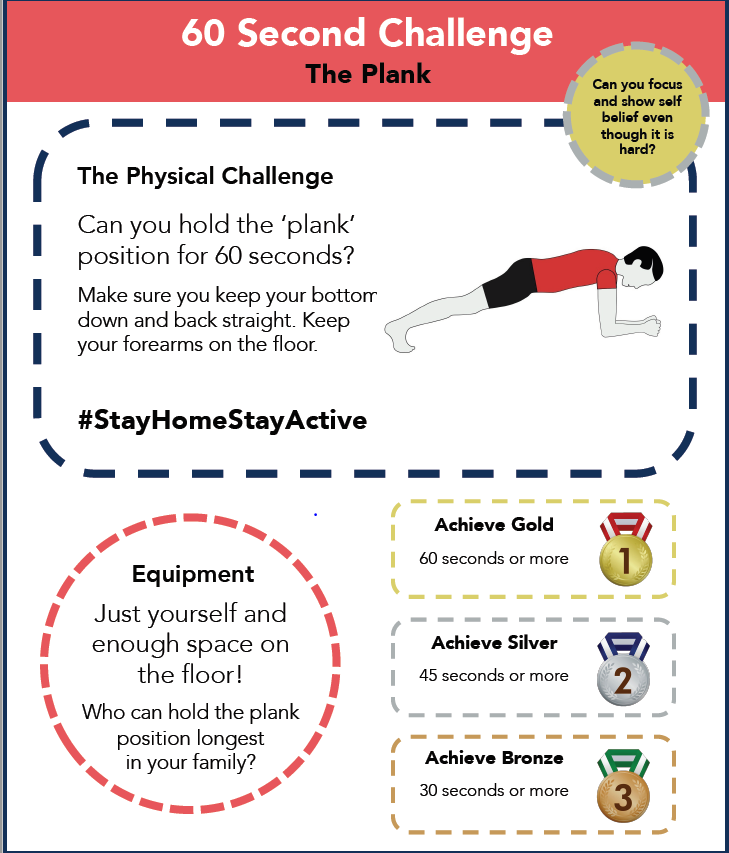 60 Second Challenge
The Plank
Can you focus
and show self
belief even
though it is
hard?
The Physical Challenge
Can you hold the ‘plank’
position for 60 seconds?
Make sure you keep your bottom
down and back straight. Keep
your forearms on the floor.
#StayHomeStayActive
Equipment
Just yourself and
enough space on
the floor!
Who can hold the plank
position longest
in your family?
Achieve Gold
60 seconds or more
1
Achieve Silver
45 seconds or more
2
Achieve Bronze
30 seconds or more
3